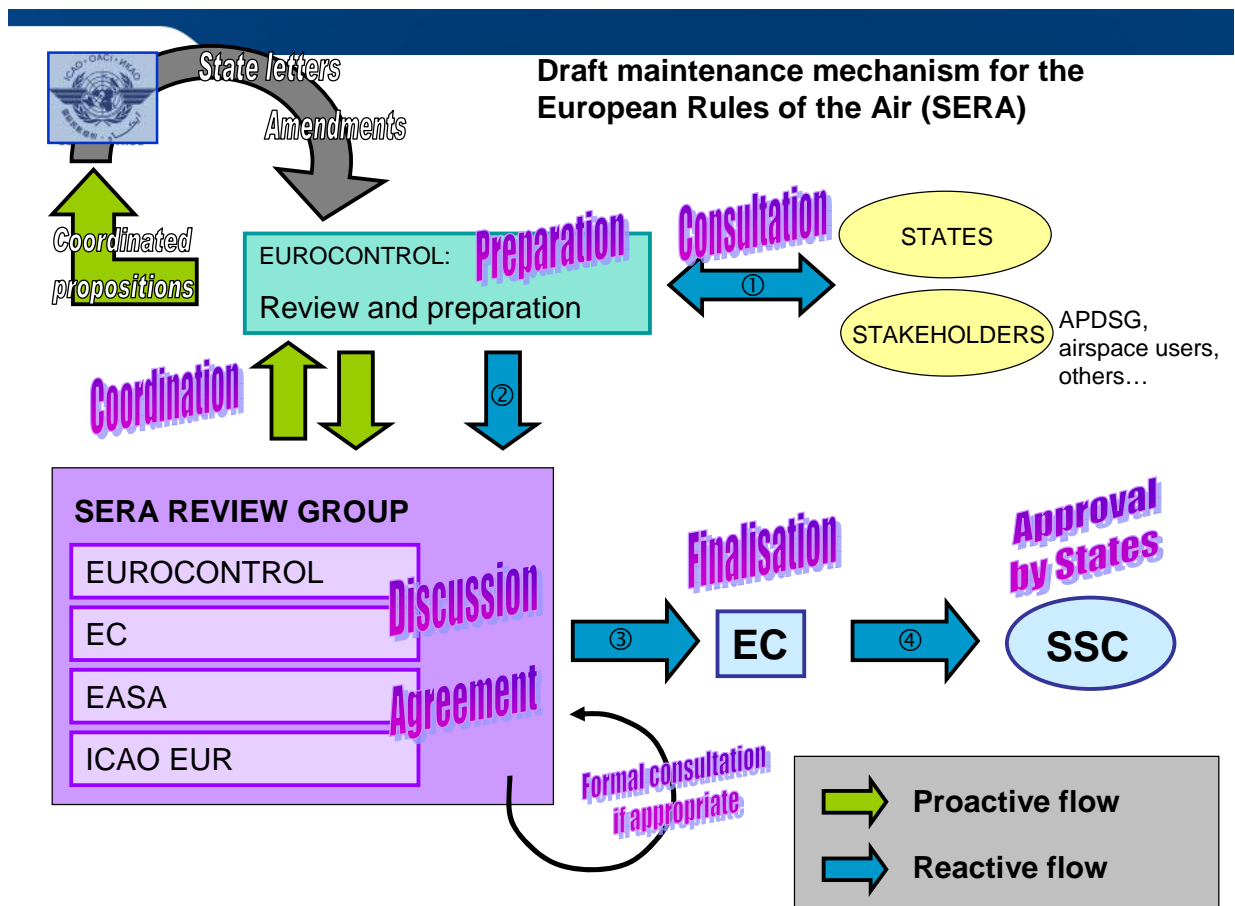 ICAO · OACI · ИКАО
State letters
Amendments
Draft maintenance mechanism for the
European Rules of the Air (SERA)
Coordinated
propositions
EUROCONTROL:
Preparation
Review and preparation
Consultation
①
STATES
STAKEHOLDERS
APDSG,
airspace users,
others…
Coordination
②
SERA REVIEW GROUP
EUROCONTROL
EC
EASA
ICAO EUR
Discussion
Agreement
③
Finalisation
EC
④
Approval
by States
SSC
Formal consultation
if appropriate
Proactive flow
Reactive flow